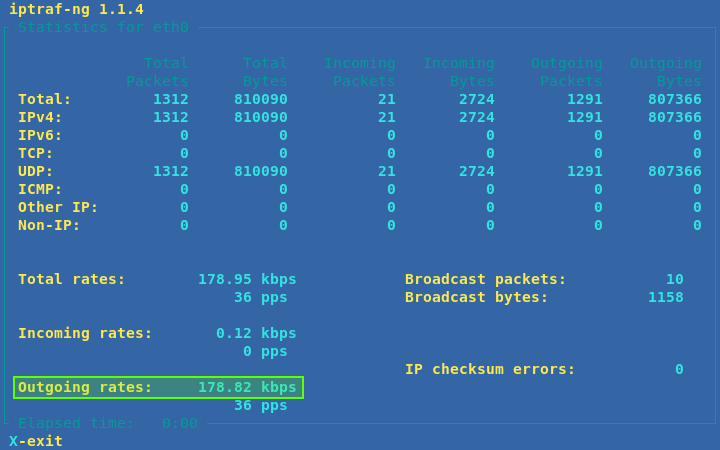 iptraf-ng 1.1.4
Statistics for eth0
Total Total Incoming Incoming Outgoing Outgoing
Packets Bytes Packets Bytes Packets Bytes
Total: 1312 810090 21 2724 1291 807366
IPv4: 1312 810090 21 2724 1291 807366
IPv6: 0 0 0 0 0 0
TCP: 0 0 0 0 0 0
UDP: 1312 810090 21 2724 1291 807366
ICMP: 0 0 0 0 0 0
Other IP: 0 0 0 0 0 0
Non-IP: 0 0 0 0 0 0
Total rates: 178.95 kbps Broadcast packets: 10
36 pps Broadcast bytes: 1158
Incoming rates: 0.12 kbps
0 pps
IP checksum errors: 0
Outgoing rates: 178.82 kbps
36 pps
Elapsed time: 0:00
X-exit